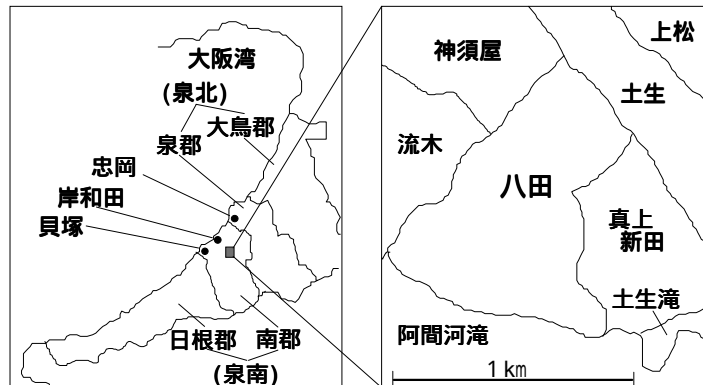 大阪湾
(泉北)
大鳥郡
泉郡
忠岡
岸和田
貝塚
日根郡
南郡
(泉南)
上松
神須屋
土生
流木
八田
真上
新田
土生滝
阿間河滝
1㎞